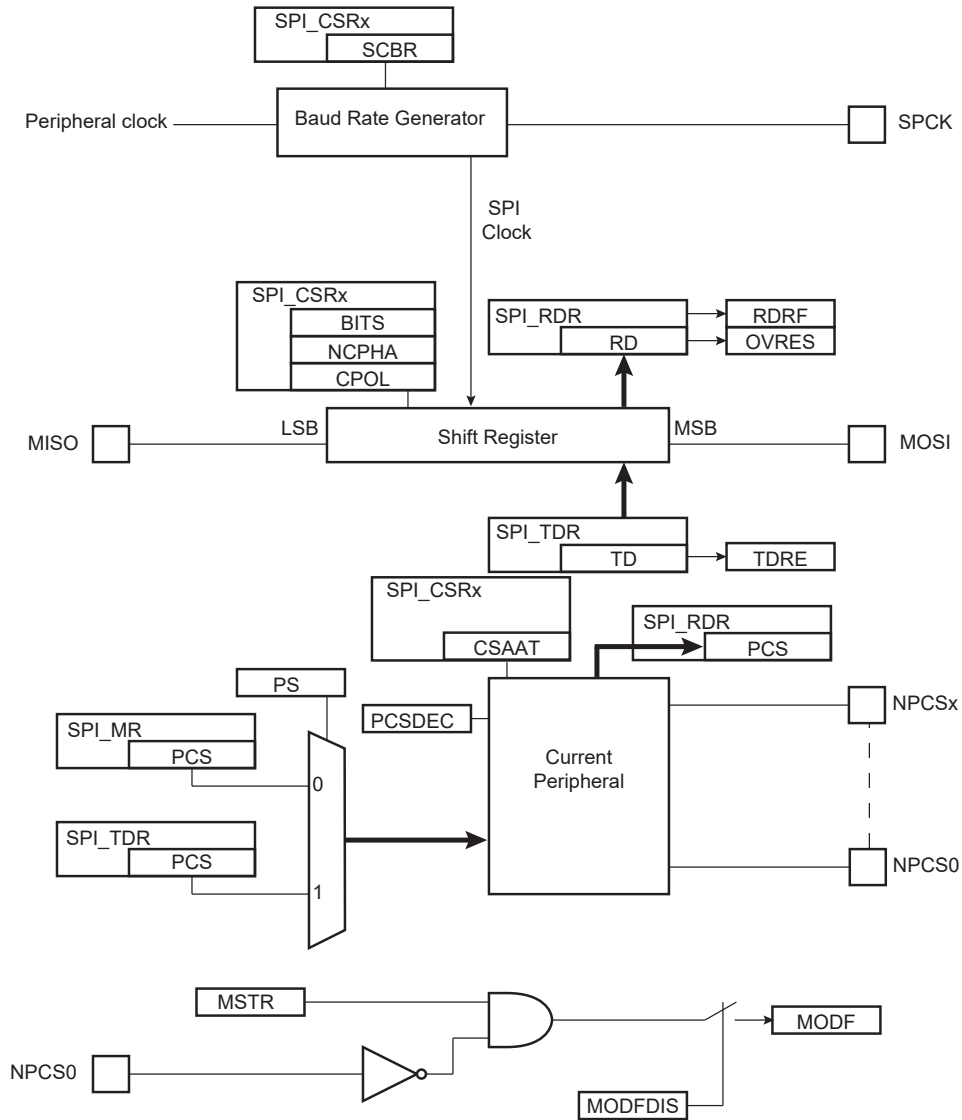 SPI_CSRx
SCBR
Peripheral clock
Baud Rate Generator
SPCK
SPI
Clock
SPI_CSRx
BITS
NCPHA
CPOL
SPI_RDR
RD
RDRF
OVRES
MISO
LSB
Shift Register
MSB
MOSI
SPI_TDR
TD
TDRE
SPI_CSRx
CSAAT
SPI_RDR
PCS
PS
PCSDEC
NPCSx
SPI_MR
PCS
0
Current
Peripheral
SPI_TDR
PCS
1
NPCS0
MSTR
MODF
NPCS0
MODFDIS